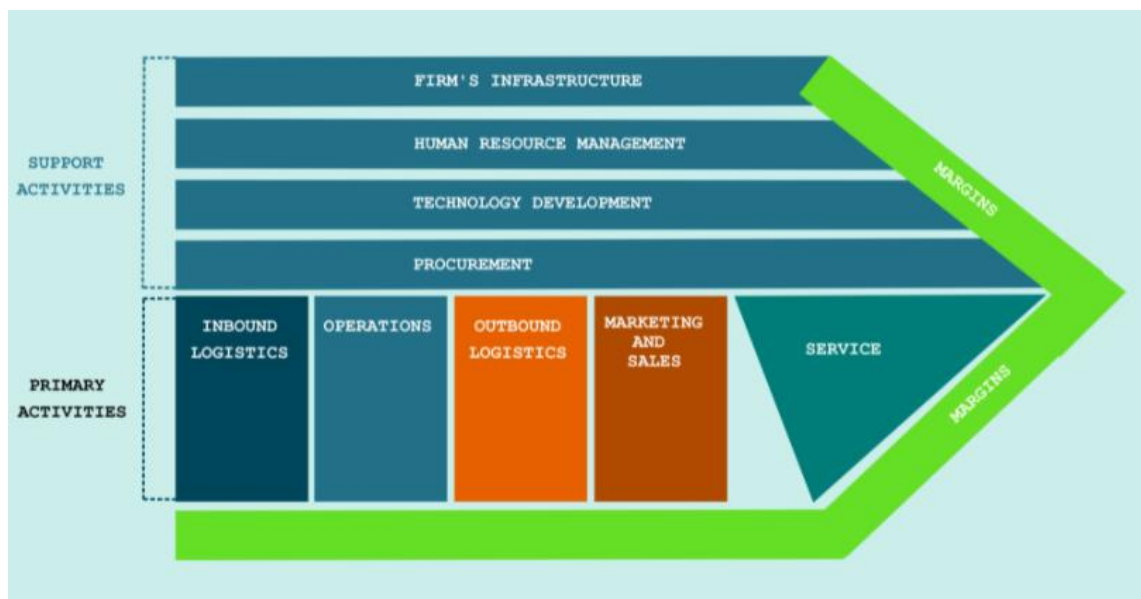 FIRM'S INFRASTRUCTURE
HUMAN RESOURCE MANAGEMENT
TECHNOLOGY DEVELOPMENT
PROCUREMENT
SUPPORT
ACTIVITIES
MARGINS
INBOUND
LOGISTICS
OPERATIONS
OUTBOUND
LOGISTICS
MARKETING
AND
SALES
SERVICE
PRIMARY
ACTIVITIES
MARGINS